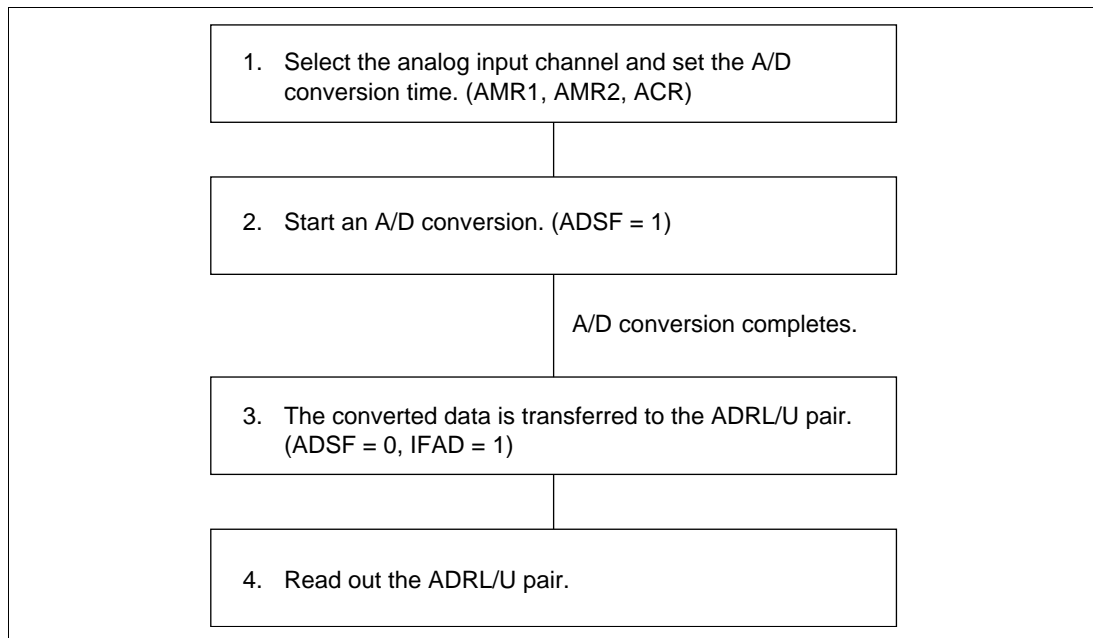 1. Select the analog input channel and set the A/D
conversion time. (AMR1, AMR2, ACR)
2. Start an A/D conversion. (ADSF = 1)
A/D conversion completes.
3. The converted data is transferred to the ADRL/U pair.
(ADSF = 0, IFAD = 1)
4. Read out the ADRL/U pair.